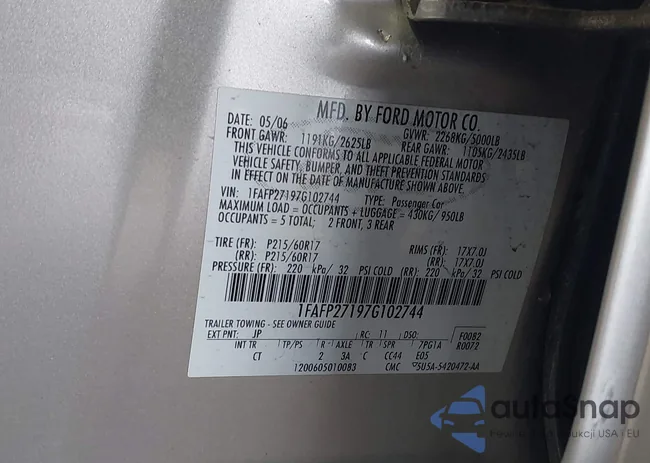 MFD. BY FORD MOTOR CO.
DATE: 05/06 GVWR: 2268KG/5000LB
FRONT GAWR: 1191KG/2625LB REAR GAWR: 1105KG/2435LB
THIS VEHICLE CONFORMS TO ALL APPLICABLE FEDERAL MOTOR
VEHICLE SAFETY, BUMPER, AND THEFT PREVENTION STANDARDS
IN EFFECT ON THE DATE OF MANUFACTURE SHOWN ABOVE.
VIN: 1FAFP27197G102744 TYPE: Passenger Car
MAXIMUM LOAD = OCCUPANTS + LUGGAGE = 430KG/950LB
OCCUPANTS = 5 TOTAL; 2 FRONT, 3 REAR
TIRE (FR): P215/60R17 RIMS (FR): 17X7.0J
(RR): P215/60R17 (RR): 17X7.0J
PRESSURE (FR): 220 kPa/ 32 PSI COLD (RR): 220 kPa/ 32 PSI COLD
1FAFP27197G102744
TRAILER TOWING - SEE OWNER GUIDE
EXT PNT: JP RC: 11 DSO: F0082
INT TR TP/PS R AXLE TR SPR 7PG1A R0072
CT 2 3A C CC44 E05
1200605010083 CMC 5U5A-5420472-AA
autoSnap
USA i EU